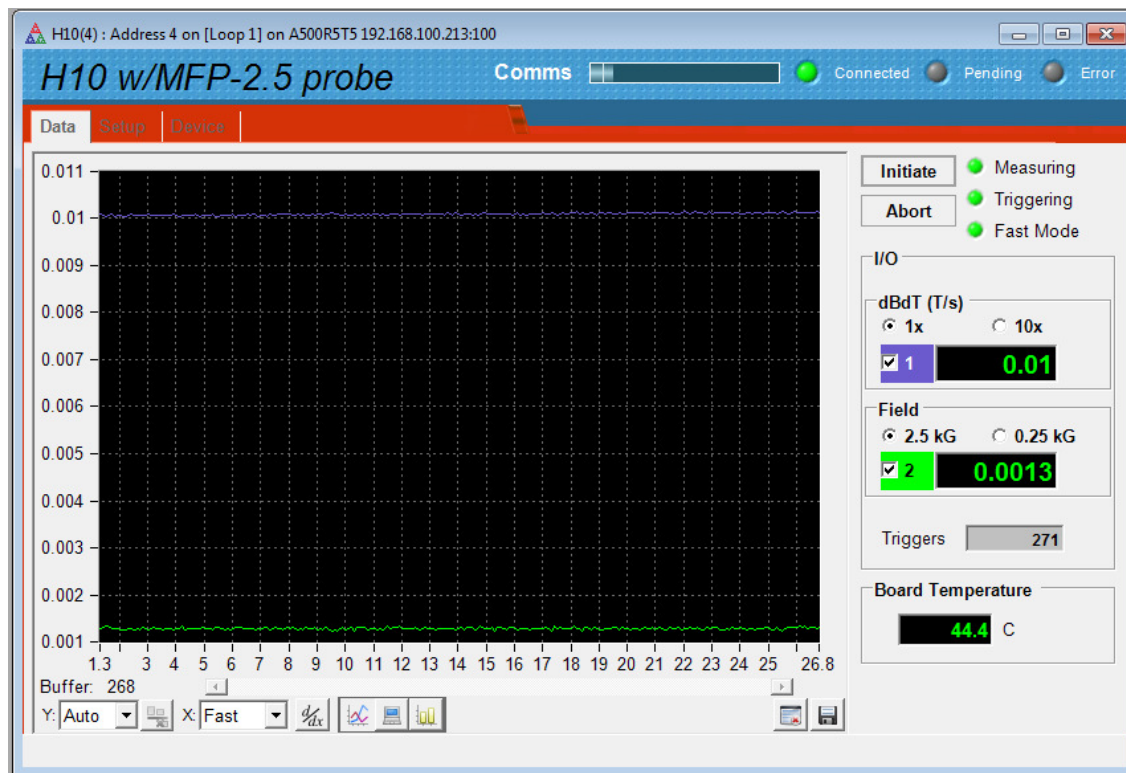 H10(4) : Address 4 on [Loop 1] on A500R5T5 192.168.100.213:100
H10 w/MFP-2.5 probe
Comms
Connected
Pending
Error
Data
Setup
Device
0.011
0.01
0.009
0.008
0.007
0.006
0.005
0.004
0.003
0.002
0.001
1.3 3 4 5 6 7 8 9 10 11 12 13 14 15 16 17 18 19 20 21 22 23 24 25 26.8
Buffer: 268
Y: Auto
X: Fast
d/dx
Initiate
Measuring
Abort
Triggering
Fast Mode
I/O
dBdT (T/s)
1x 10x
1 0.01
Field
2.5 kG 0.25 kG
2 0.0013
Triggers 271
Board Temperature
44.4 C